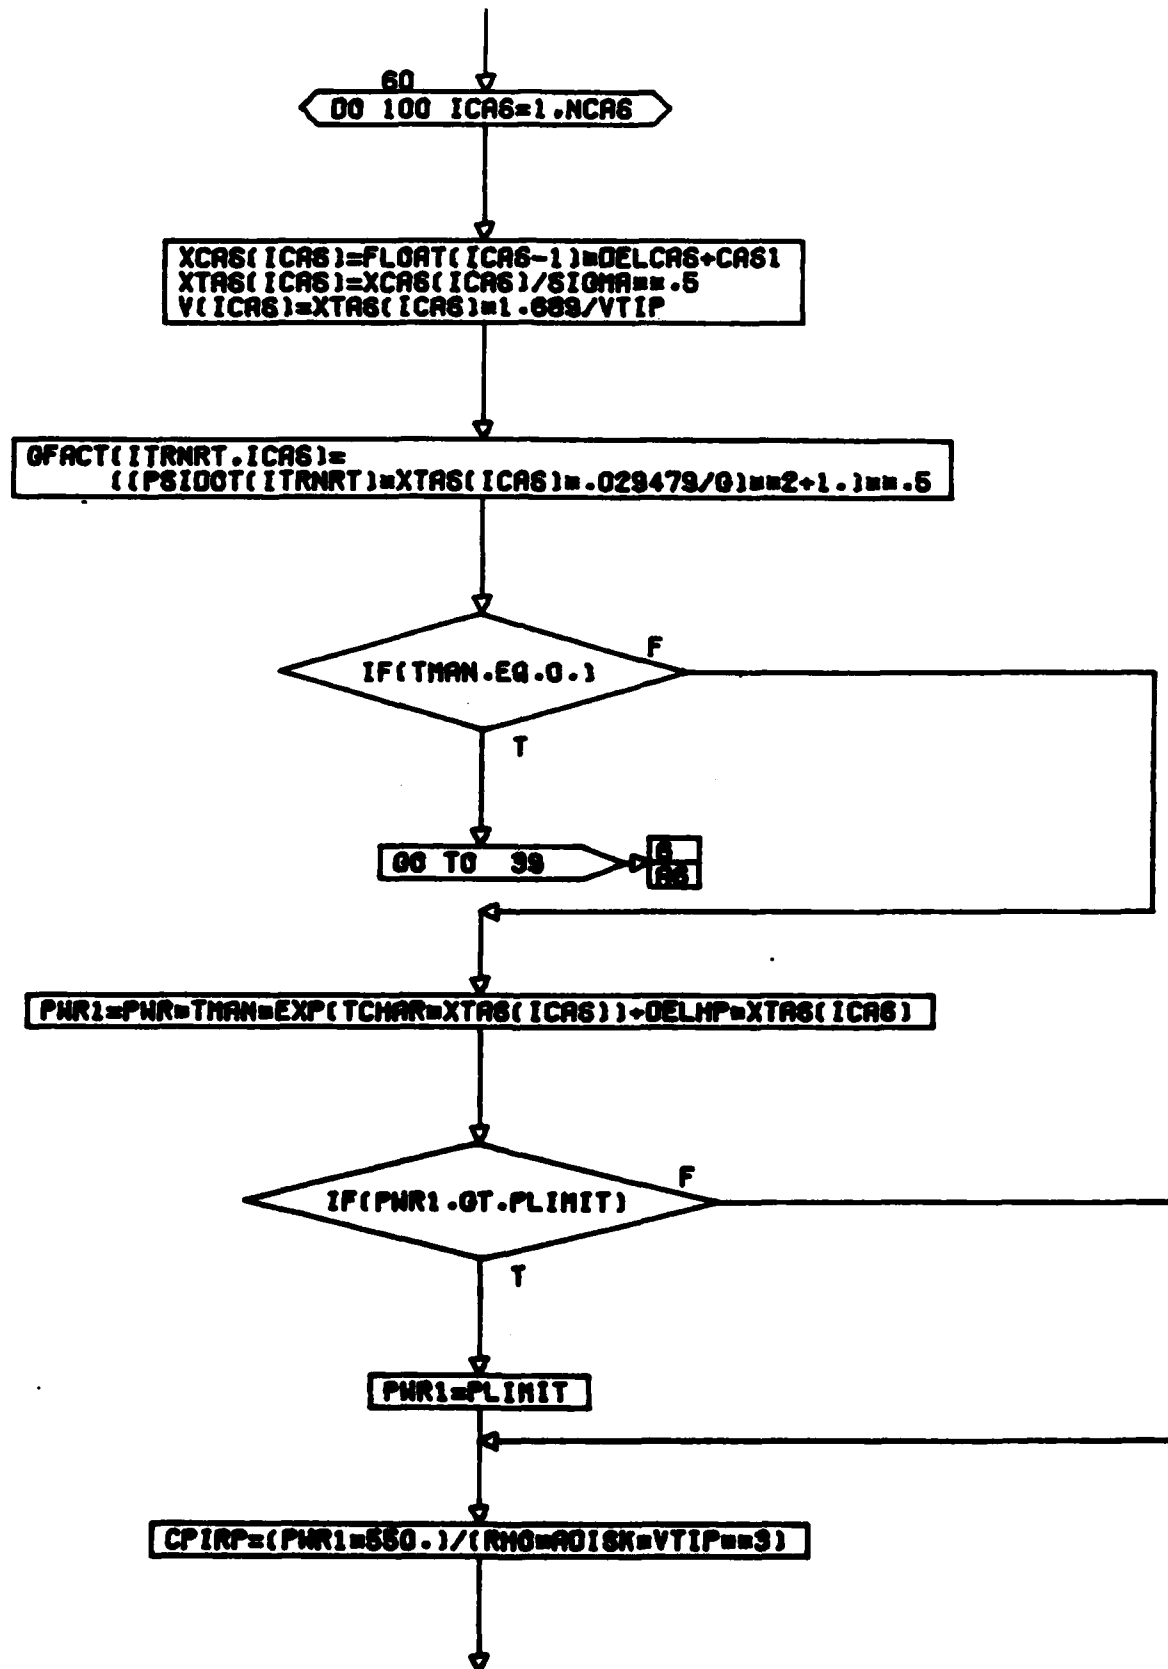 60
DO 100 ICAS=1,NCAS
XCAS(ICAS)=FLOAT(ICAS-1)*DELCAS+CAS1
XTAS(ICAS)=XCAS(ICAS)/SIGMA**.5
V(ICAS)=XTAS(ICAS)*1.689/VTIP
GFACT(ITRNRT,ICAS)=
((PSIDOT(ITRNRT)*XTAS(ICAS)*.029479/G)**2+1.)**.5
IF(TMAN.EQ.0.)
F
T
GO TO 39
PWR1=PWR*TMAN*EXP(TCHAR*XTAS(ICAS))+DELHP*XTAS(ICAS)
IF(PWR1.GT.PLIMIT)
F
T
PWR1=PLIMIT
CPIRP=(PWR1*550.)/(RHO*ADISK*VTIP**3)